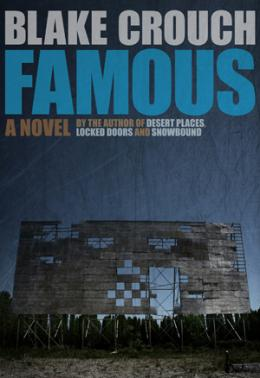 BLAKE CROUCH
FAMOUS
A NOVEL BY THE AUTHOR OF DESERT PLACES,
LOCKED DOORS AND SNOWBOUND